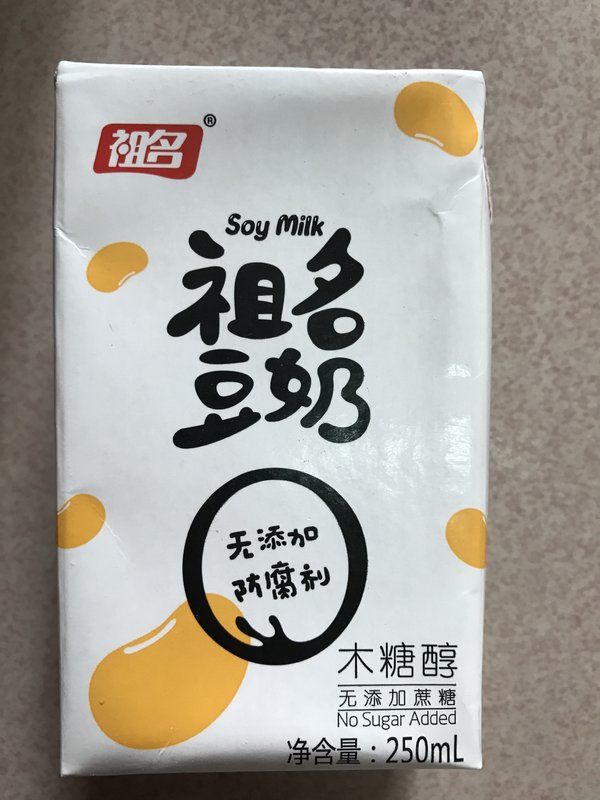 祖名®
Soy Milk
祖名
豆奶
无添加
防腐剂
木糖醇
无添加蔗糖
No Sugar Added
净含量：250mL